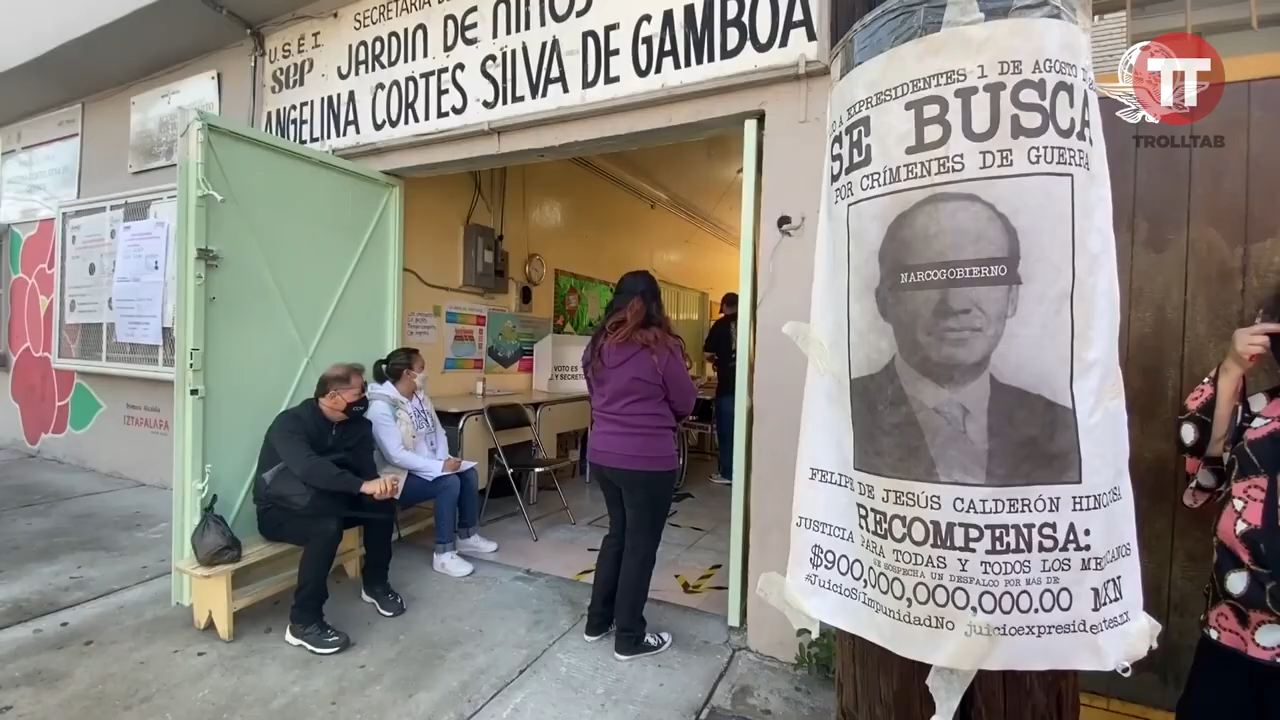 SECRETARIA DE
U.S.E.I.
SEP
JARDIN DE NIÑOS
ANGELINA CORTES SILVA DE GAMBOA
TT
TROLLTAB
A EXPRESIDENTES 1 DE AGOSTO
SE BUSCA
POR CRÍMENES DE GUERRA
NARCOGOBIERNO
FELIPE DE JESÚS CALDERÓN HINOJOSA
RECOMPENSA:
JUSTICIA PARA TODAS Y TODOS LOS MEXICANOS
SE SOSPECHA UN DESFALCO POR MÁS DE
$900,000,000,000.00 MXN
#JuicioSíImpunidadNo juicioexpresidentes.mx
VOTO ES
E Y SECRETO
CCM
IZTAPALAPA